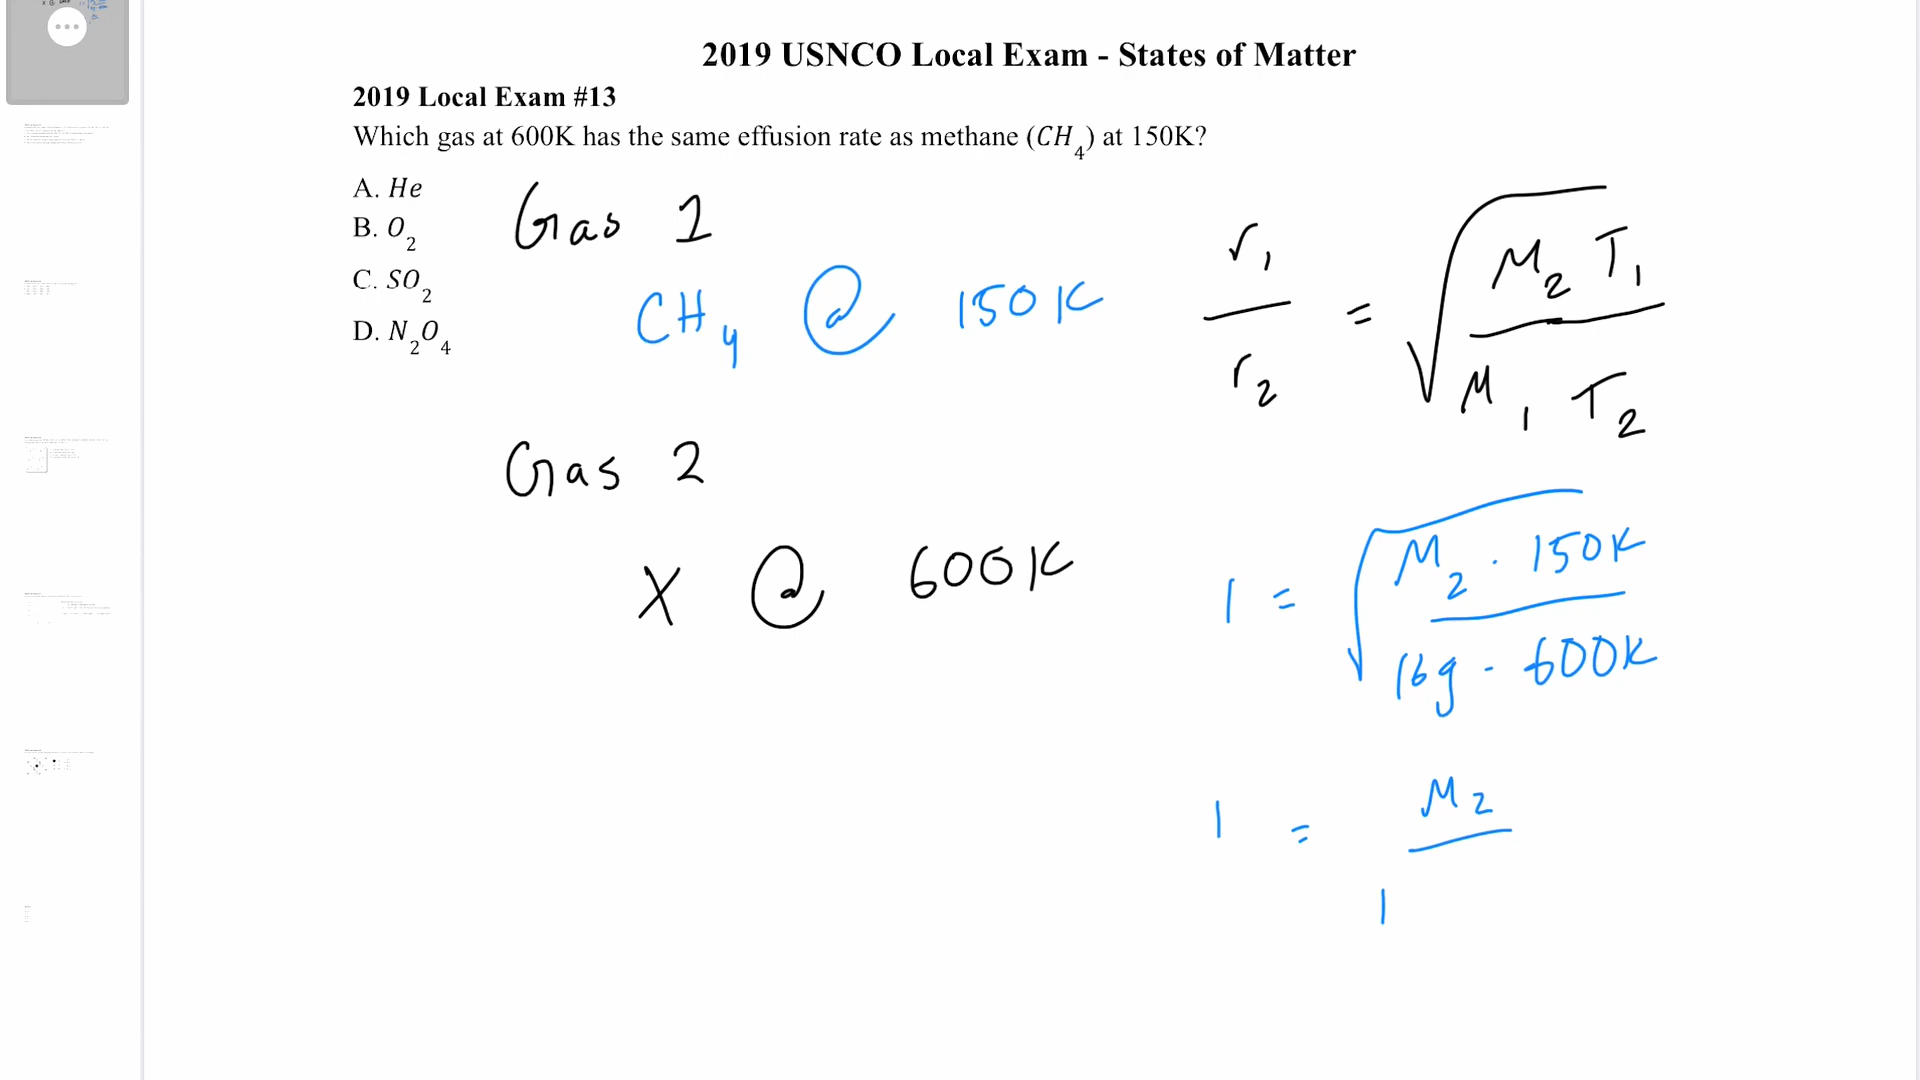 2019 USNCO Local Exam - States of Matter
2019 Local Exam #13
Which gas at 600K has the same effusion rate as methane (CH₄) at 150K?
A. He
B. O₂
C. SO₂
D. N₂O₄
Gas 1
CH₄ @ 150K
Gas 2
X @ 600K
r₁ / r₂ = √(M₂ T₁ / M₁ T₂)
1 = √(M₂ · 150K / 16g · 600K)
1 = M₂ / 1